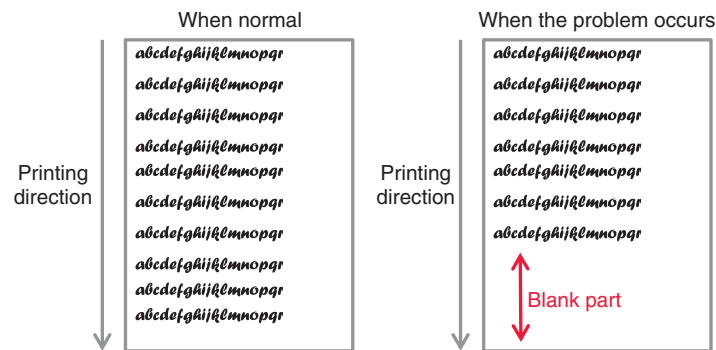 When normal
abcdefghijklmnopqr
abcdefghijklmnopqr
abcdefghijklmnopqr
abcdefghijklmnopqr
abcdefghijklmnopqr
abcdefghijklmnopqr
abcdefghijklmnopqr
abcdefghijklmnopqr
abcdefghijklmnopqr
abcdefghijklmnopqr
Printing
direction
When the problem occurs
abcdefghijklmnopqr
abcdefghijklmnopqr
abcdefghijklmnopqr
abcdefghijklmnopqr
abcdefghijklmnopqr
abcdefghijklmnopqr
abcdefghijklmnopqr
Printing
direction
Blank part